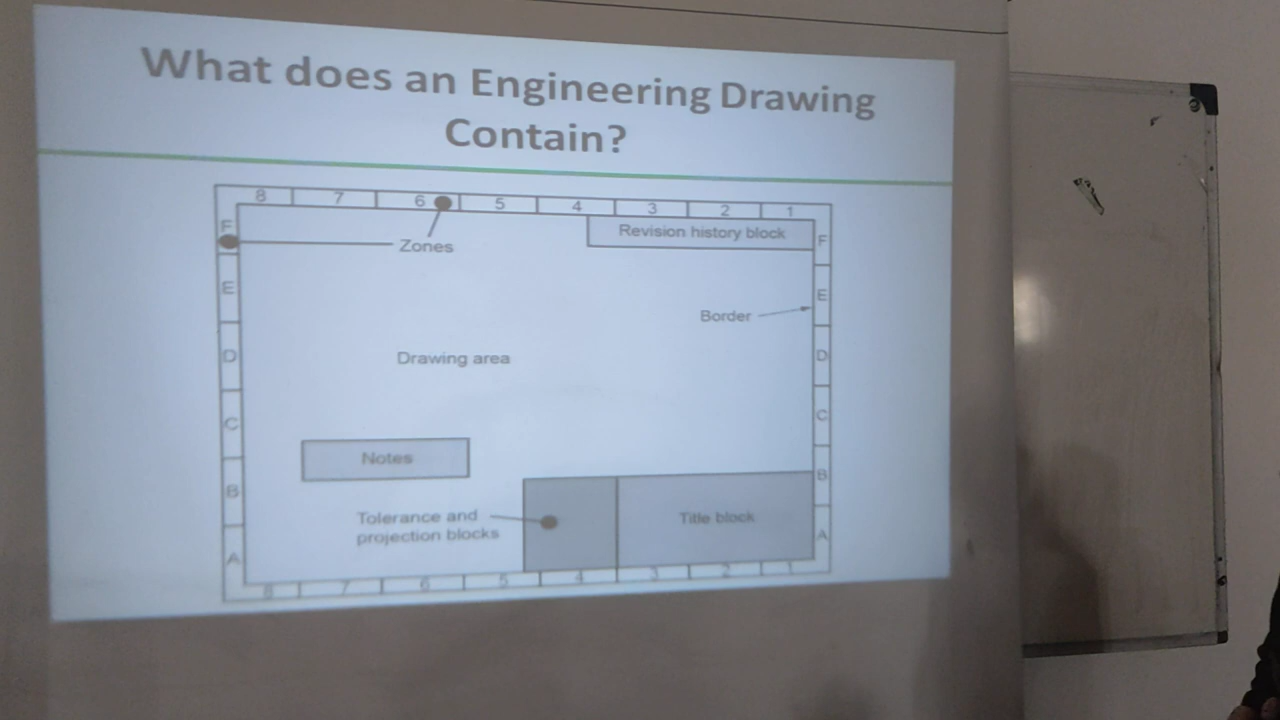 What does an Engineering Drawing
Contain?
8 7 6 5 4 3 2 1
Revision history block
F F
Zones
E E
Border
D Drawing area D
C C
Notes
B B
Tolerance and
projection blocks
Title block
A A
8 7 6 5 4 3 2 1